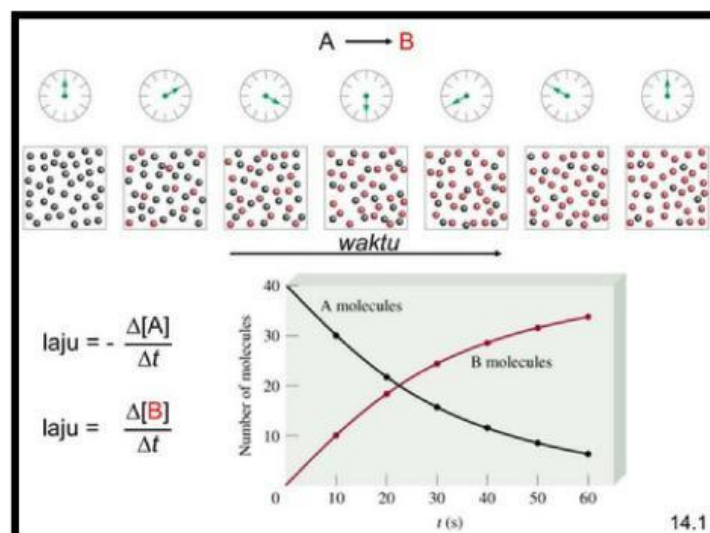 A → B
waktu
laju = - Δ[A] / Δt
laju = Δ[B] / Δt
40
30
20
10
0
Number of molecules
A molecules
B molecules
10 20 30 40 50 60
t (s)
14.1